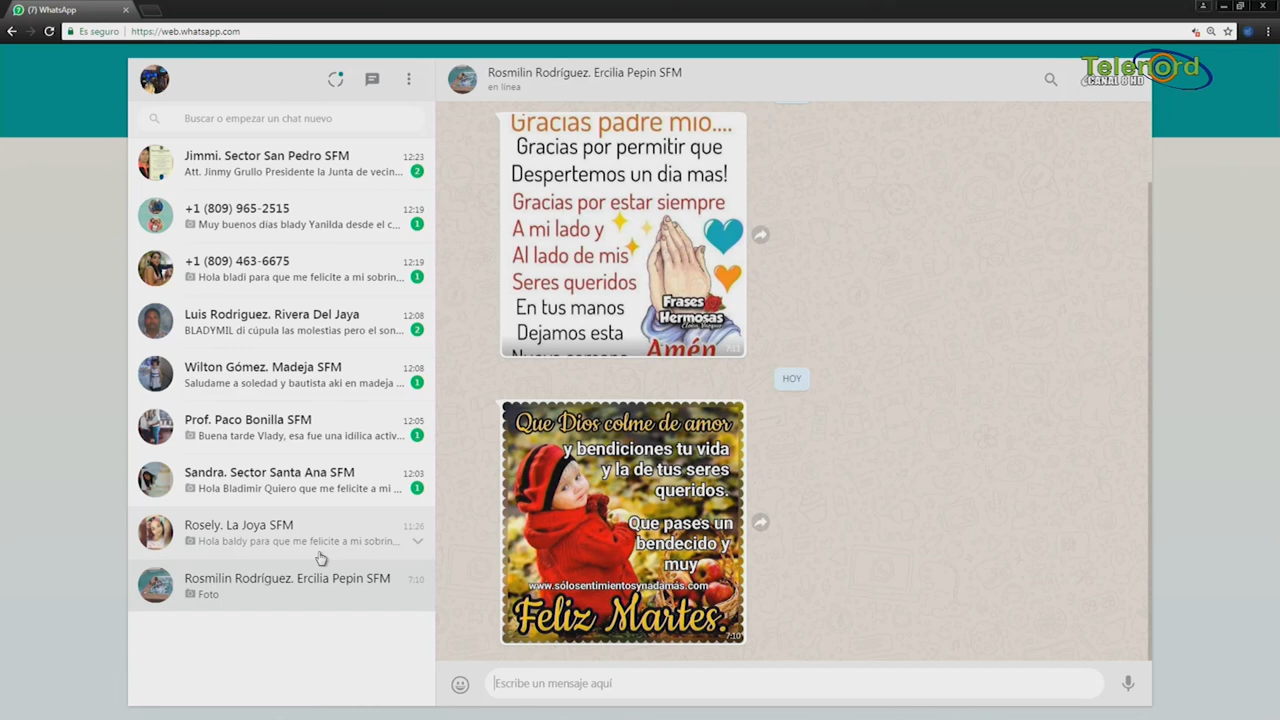 (7) WhatsApp
Es seguro
https://web.whatsapp.com
Telenord
CANAL 8 HD
Buscar o empezar un chat nuevo
Jimmi. Sector San Pedro SFM 12:23
Att. Jinmy Grullo Presidente la Junta de vecin... 2
+1 (809) 965-2515 12:19
Muy buenos días blady Yanilda desde el c... 1
+1 (809) 463-6675 12:19
Hola bladi para que me felicite a mi sobrin... 1
Luis Rodriguez. Rivera Del Jaya 12:08
BLADYMIL di cúpula las molestias pero el son... 2
Wilton Gómez. Madeja SFM 12:08
Saludame a soledad y bautista aki en madeja ... 1
Prof. Paco Bonilla SFM 12:05
Buena tarde Vlady, esa fue una idílica activ... 1
Sandra. Sector Santa Ana SFM 12:03
Hola Bladimir Quiero que me felicite a mi ... 1
Rosely. La Joya SFM 11:26
Hola baldy para que me felicite a mi sobrin...
Rosmilin Rodríguez. Ercilia Pepin SFM 7:10
Foto
Rosmilin Rodríguez. Ercilia Pepin SFM
en línea
Gracias padre mio....
Gracias por permitir que
Despertemos un dia mas!
Gracias por estar siempre
A mi lado y
Al lado de mis
Seres queridos
En tus manos
Dejamos esta
Nueva semana
Amén
Frases
Hermosas
7:11
HOY
Que Dios colme de amor
y bendiciones tu vida
y la de tus seres
queridos.
Que pases un
bendecido y
muy
www.sólosentimientosynadamás.com
Feliz Martes.
7:10
Escribe un mensaje aquí